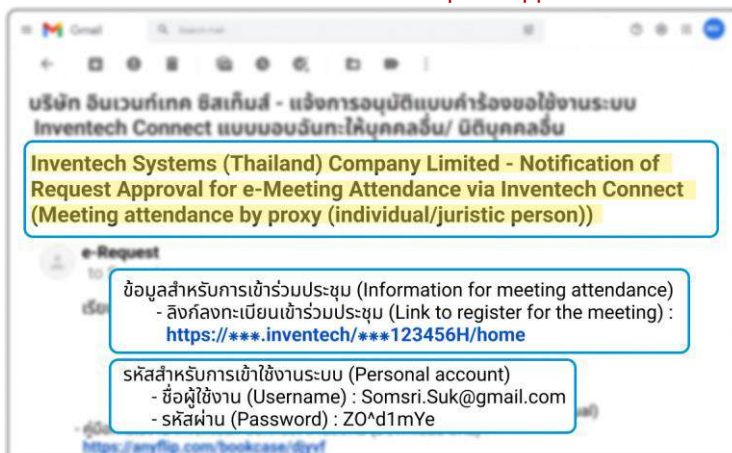 Gmail
Search mail
บริษัท อินเวนท์เทค ซิสเท็มส์ - แจ้งการอนุมัติแบบคำร้องขอใช้งานระบบ
Inventech Connect แบบมอบฉันทะให้บุคคลอื่น/ นิติบุคคลอื่น
Inventech Systems (Thailand) Company Limited - Notification of
Request Approval for e-Meeting Attendance via Inventech Connect
(Meeting attendance by proxy (individual/juristic person))
e-Request
to
เรียน
ข้อมูลสำหรับการเข้าร่วมประชุม (Information for meeting attendance)
- ลิงก์ลงทะเบียนเข้าร่วมประชุม (Link to register for the meeting) :
https://***.inventech/***123456H/home
รหัสสำหรับการเข้าใช้งานระบบ (Personal account)
- ชื่อผู้ใช้งาน (Username) : Somsri.Suk@gmail.com
- รหัสผ่าน (Password) : ZO^d1mYe
https://anyflip.com/bookcase/djyvf